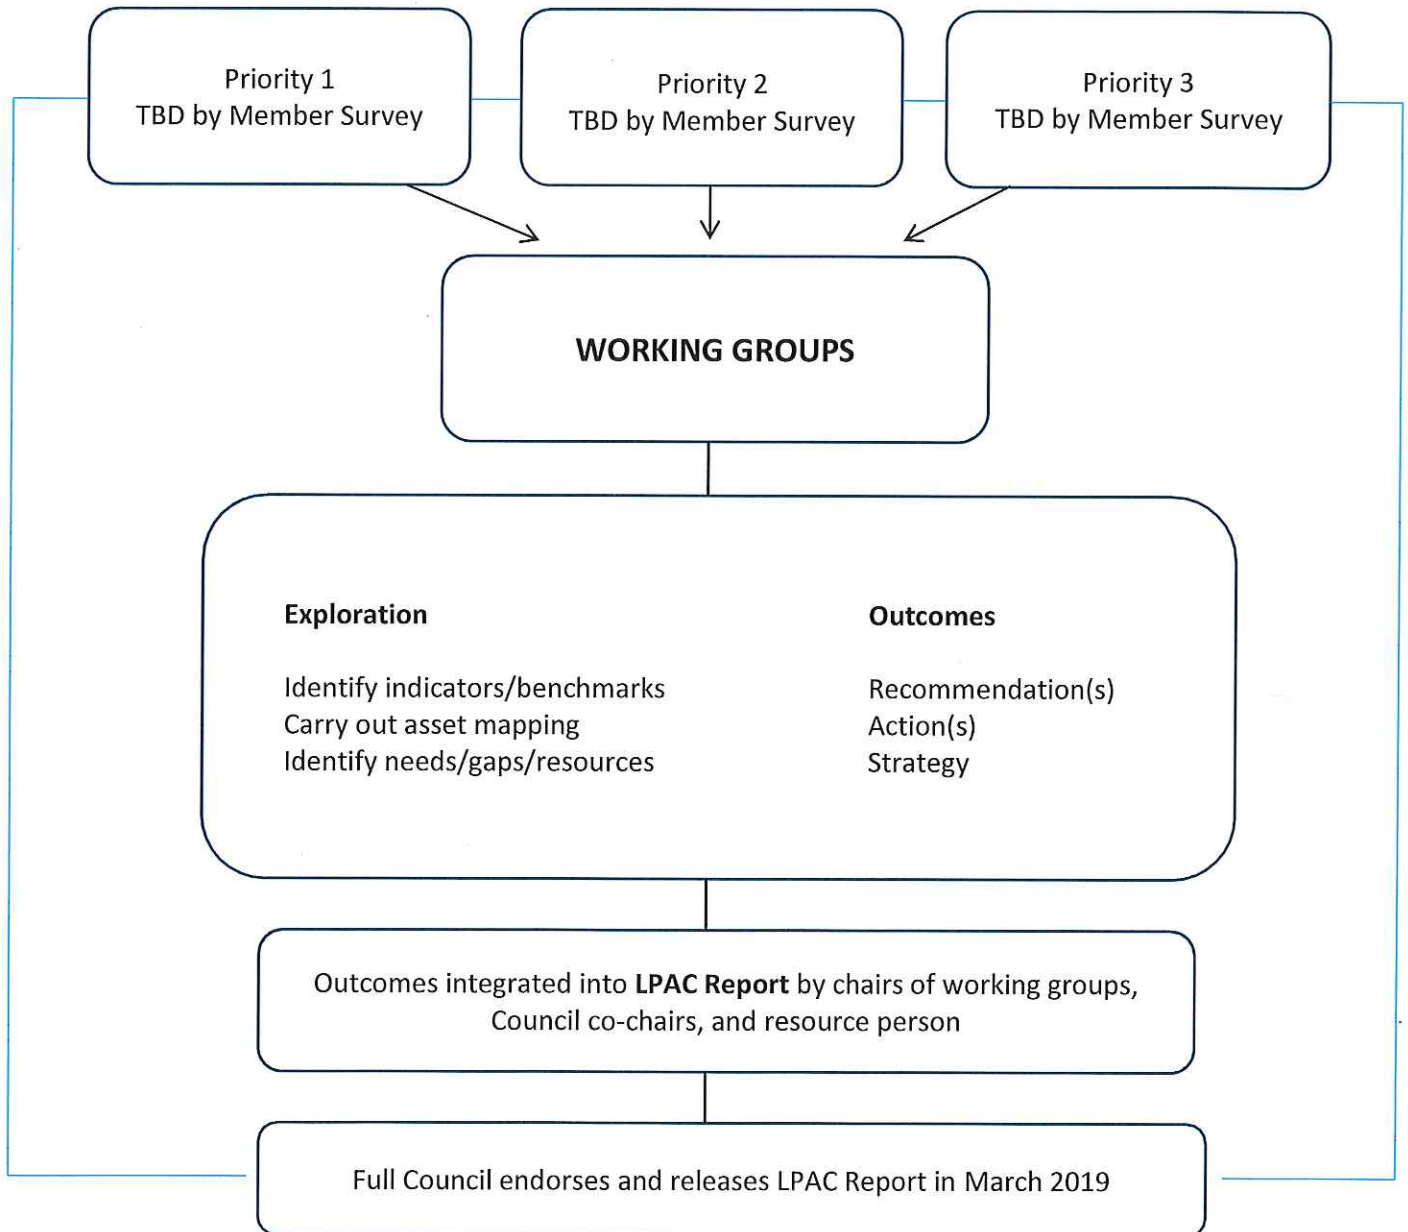 Priority 1
TBD by Member Survey
Priority 2
TBD by Member Survey
Priority 3
TBD by Member Survey
WORKING GROUPS
Exploration
Identify indicators/benchmarks
Carry out asset mapping
Identify needs/gaps/resources
Outcomes
Recommendation(s)
Action(s)
Strategy
Outcomes integrated into LPAC Report by chairs of working groups,
Council co-chairs, and resource person
Full Council endorses and releases LPAC Report in March 2019